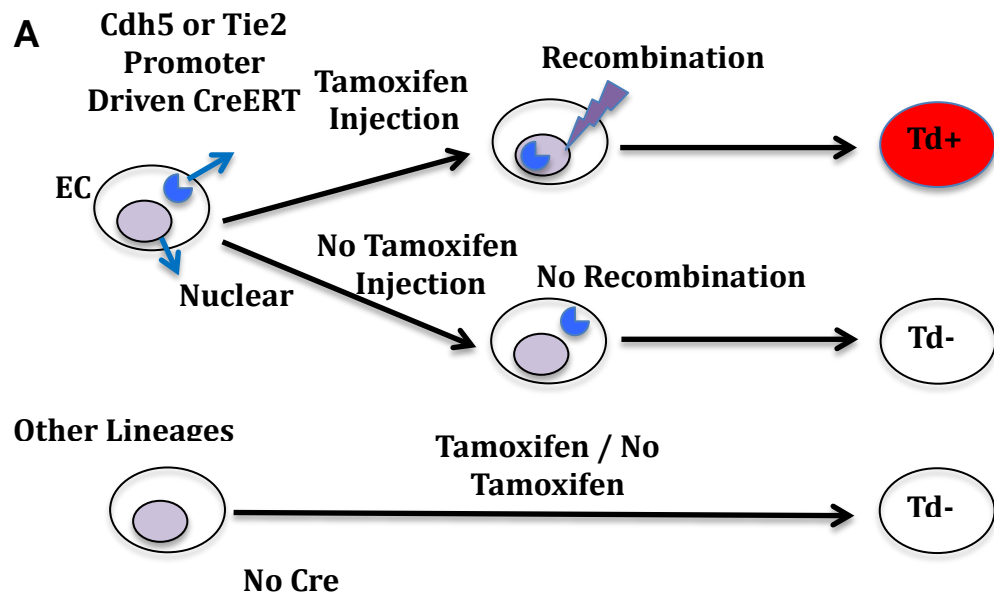 A
Cdh5 or Tie2
Promoter
Driven CreERT
Tamoxifen
Injection
Recombination
Td+
EC
Nuclear
No Tamoxifen
Injection
No Recombination
Td-
Other Lineages
Tamoxifen / No
Tamoxifen
Td-
No Cre